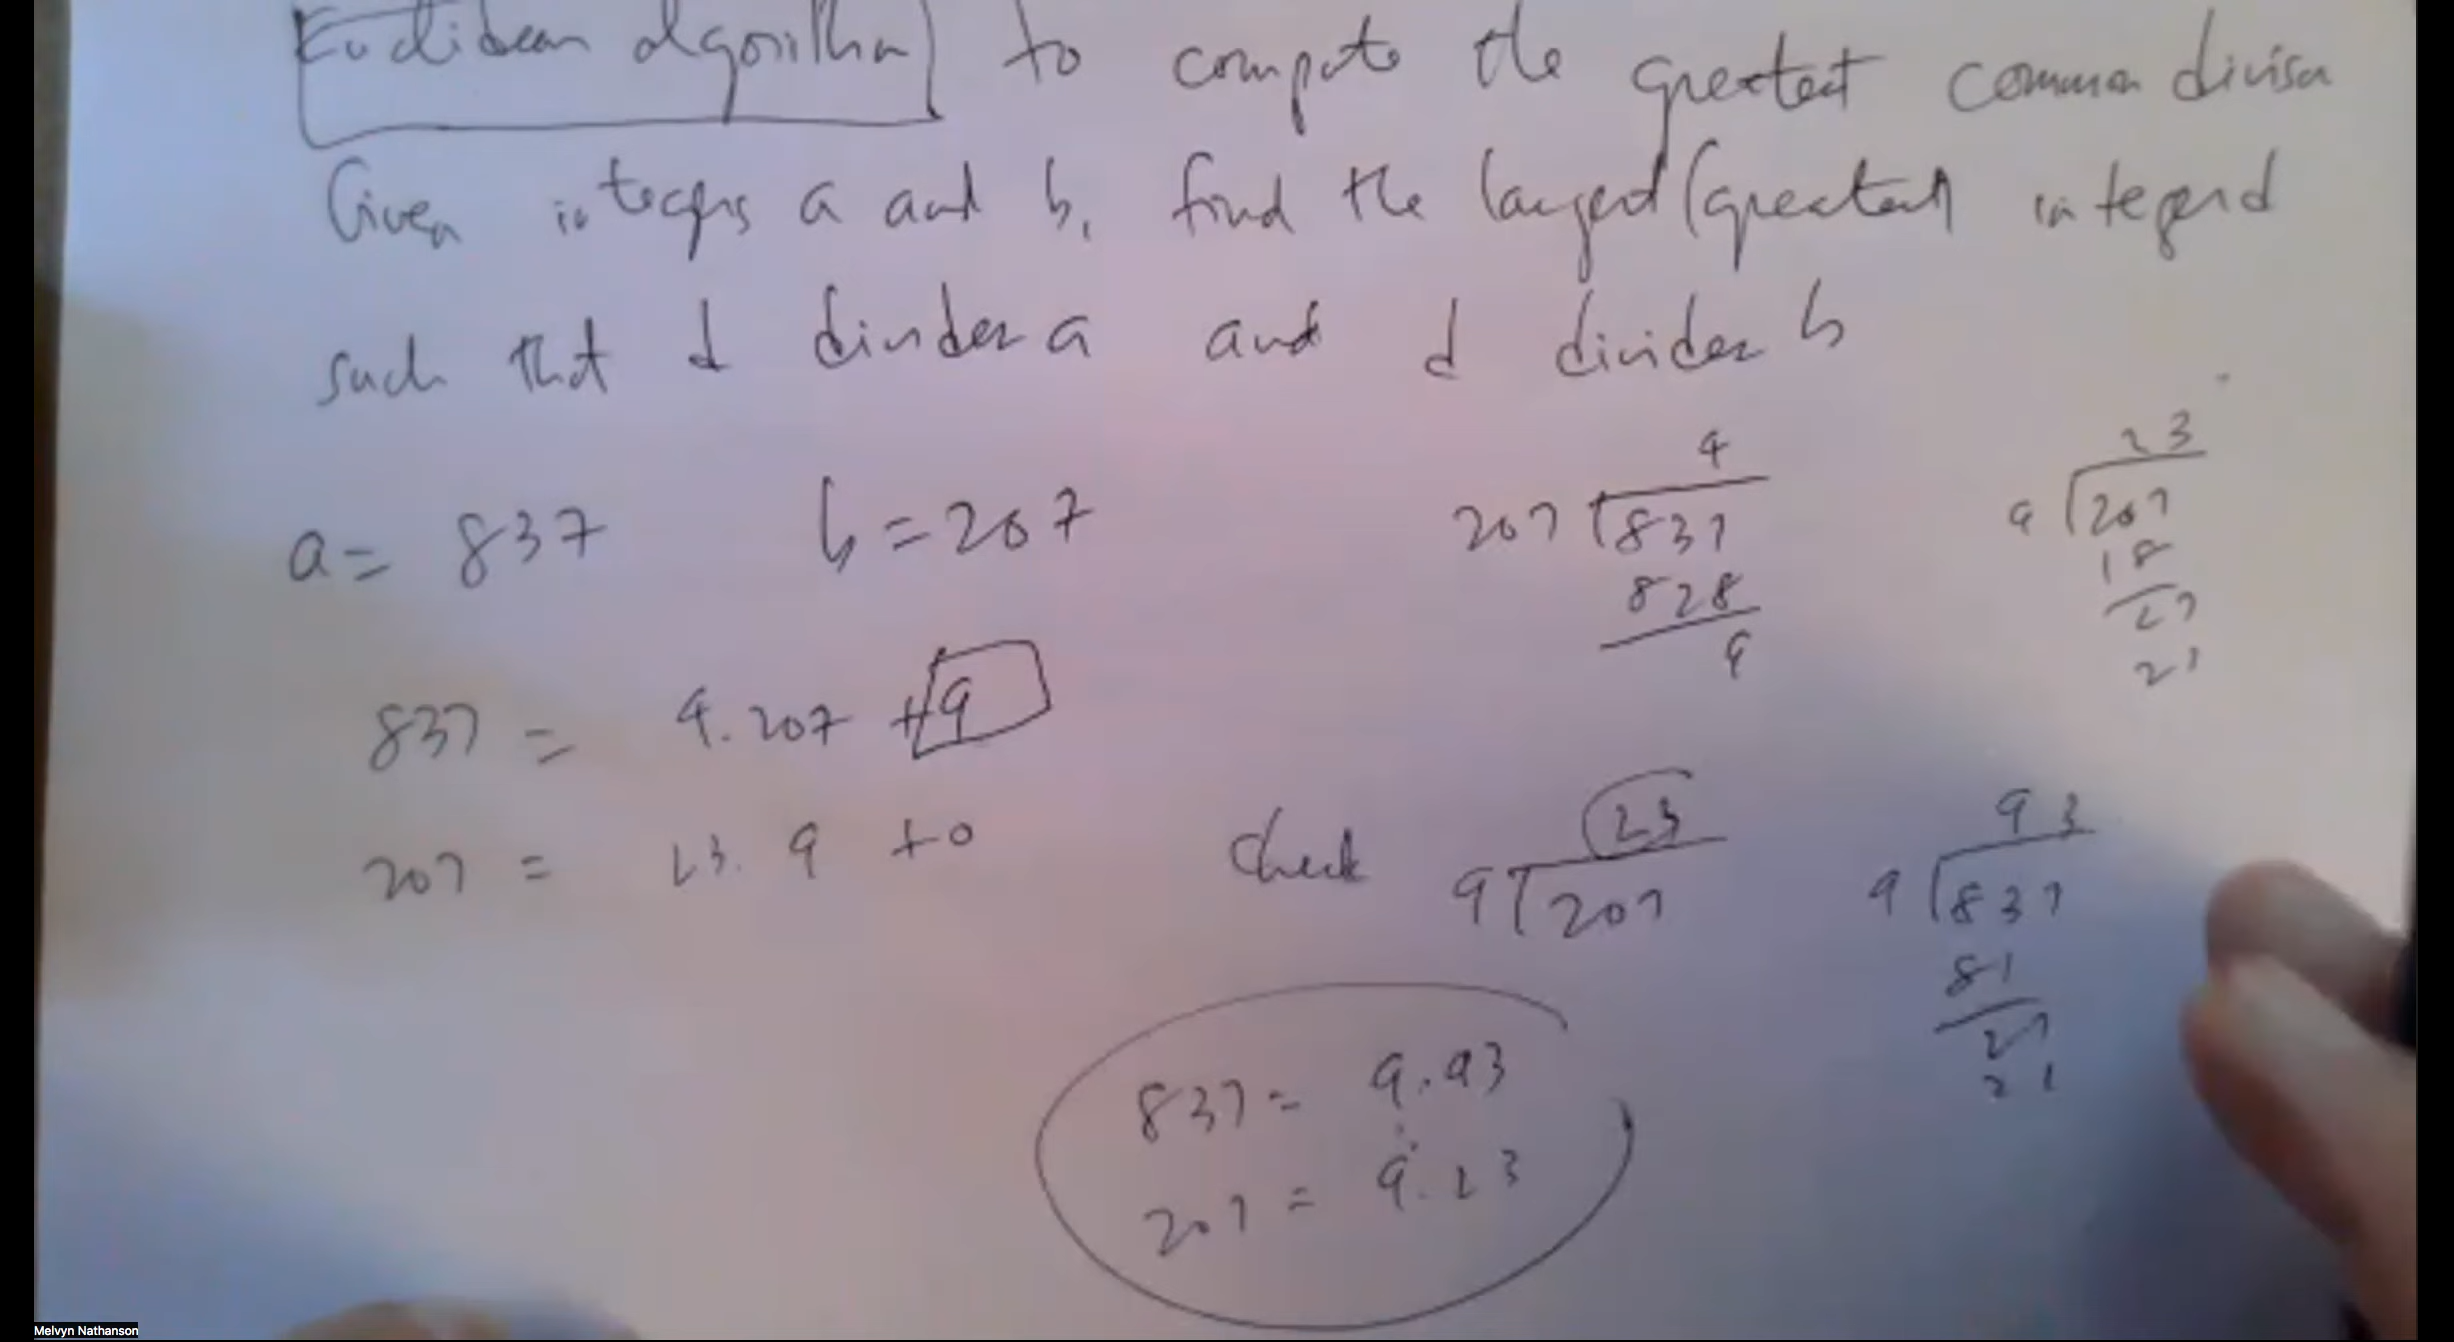 Euclidean algorithm to compute the greatest common divisor
Given integers a and b, find the largest (greatest) integer d
such that d divides a and d divides b
a = 837 b = 207
4
207 837
828
9
23
9 207
18
27
27
837 = 4.207 + 9
207 = 23.9 + 0
Check
23
9 207
93
9 837
81
27
27
837 = 9.93
207 = 9.23
Melvyn Nathanson